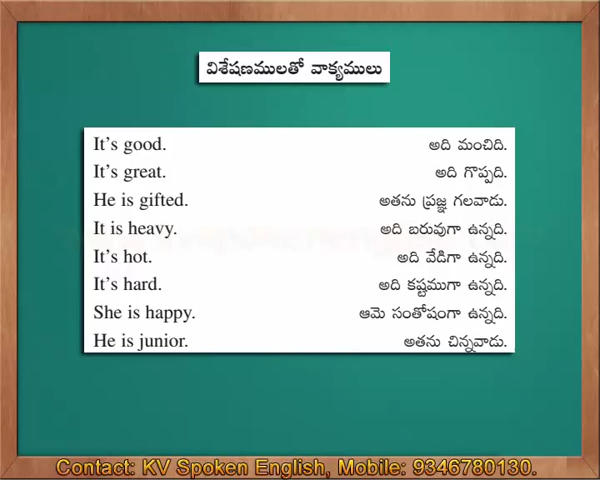 విశేషణములతో వాక్యములు
It's good. అది మంచిది.
It's great. అది గొప్పది.
He is gifted. అతను ప్రజ్ఞ గలవాడు.
It is heavy. అది బరువుగా ఉన్నది.
It's hot. అది వేడిగా ఉన్నది.
It's hard. అది కష్టముగా ఉన్నది.
She is happy. ఆమె సంతోషంగా ఉన్నది.
He is junior. అతను చిన్నవాడు.
Contact: KV Spoken English, Mobile: 9346780130.